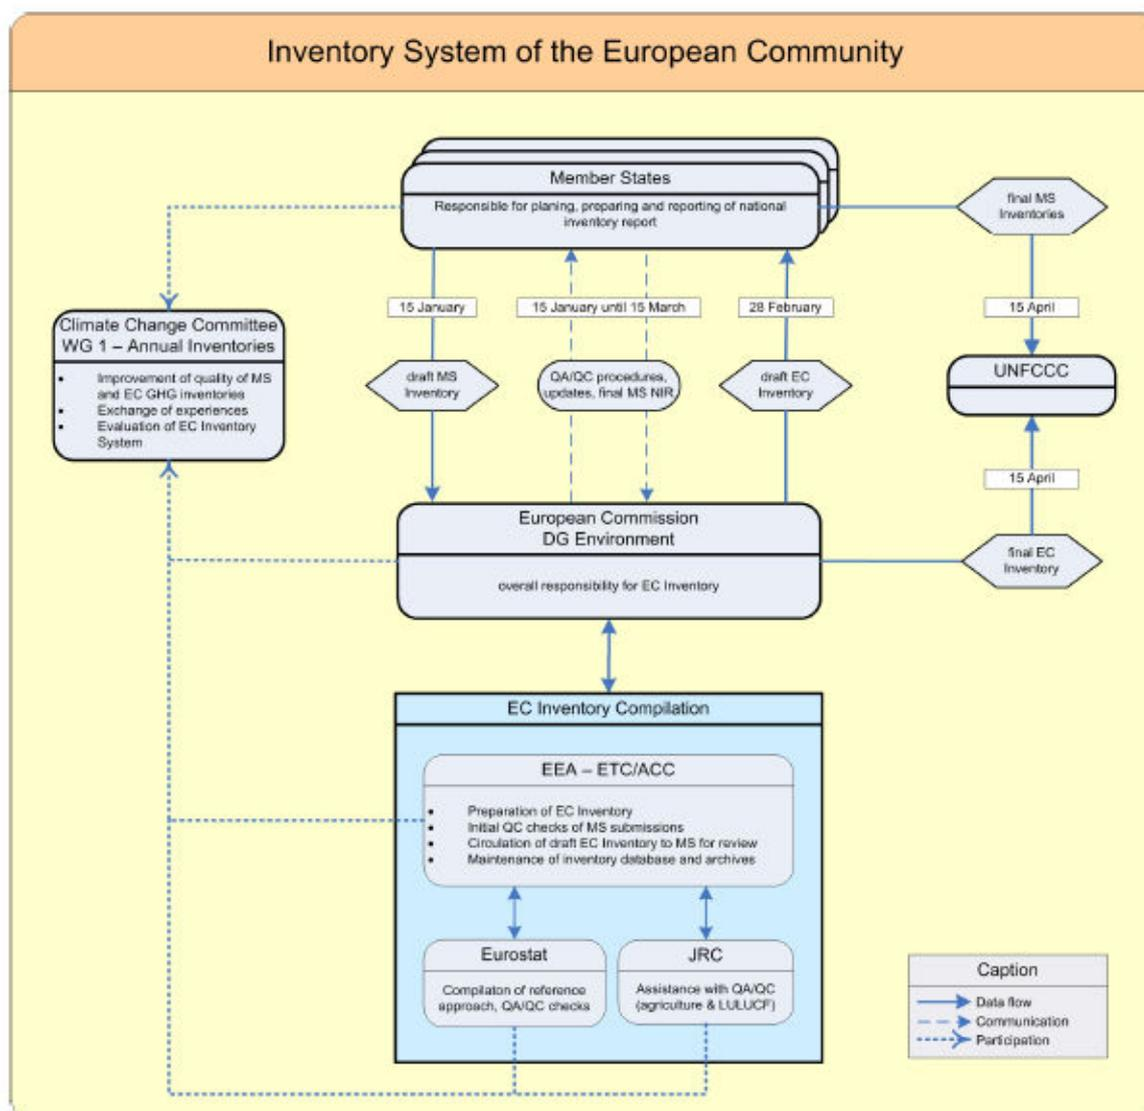 Inventory System of the European Community
Member States
Responsible for planing, preparing and reporting of national
inventory report
final MS
Inventories
15 January
15 January until 15 March
28 February
15 April
Climate Change Committee
WG 1 – Annual Inventories
• Improvement of quality of MS
and EC GHG inventories
• Exchange of experiences
• Evaluation of EC Inventory
System
draft MS
Inventory
QA/QC procedures,
updates, final MS NIR,
draft EC
Inventory
UNFCCC
15 April
European Commission
DG Environment
overall responsibility for EC Inventory
final EC
Inventory
EC Inventory Compilation
EEA – ETC/ACC
• Preparation of EC Inventory
• Initial QC checks of MS submissions
• Circulation of draft EC Inventory to MS for review
• Maintenance of inventory database and archives
Eurostat
Compilaton of reference
approach, QA/QC checks
JRC
Assistance with QA/QC
(agriculture & LULUCF)
Caption
Data flow
Communication
Participation